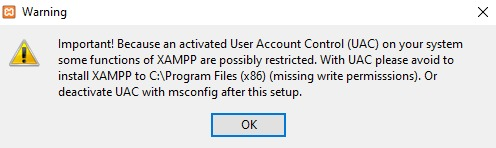 Warning
Important! Because an activated User Account Control (UAC) on your system
some functions of XAMPP are possibly restricted. With UAC please avoid to
install XAMPP to C:\Program Files (x86) (missing write permisssions). Or
deactivate UAC with msconfig after this setup.
OK